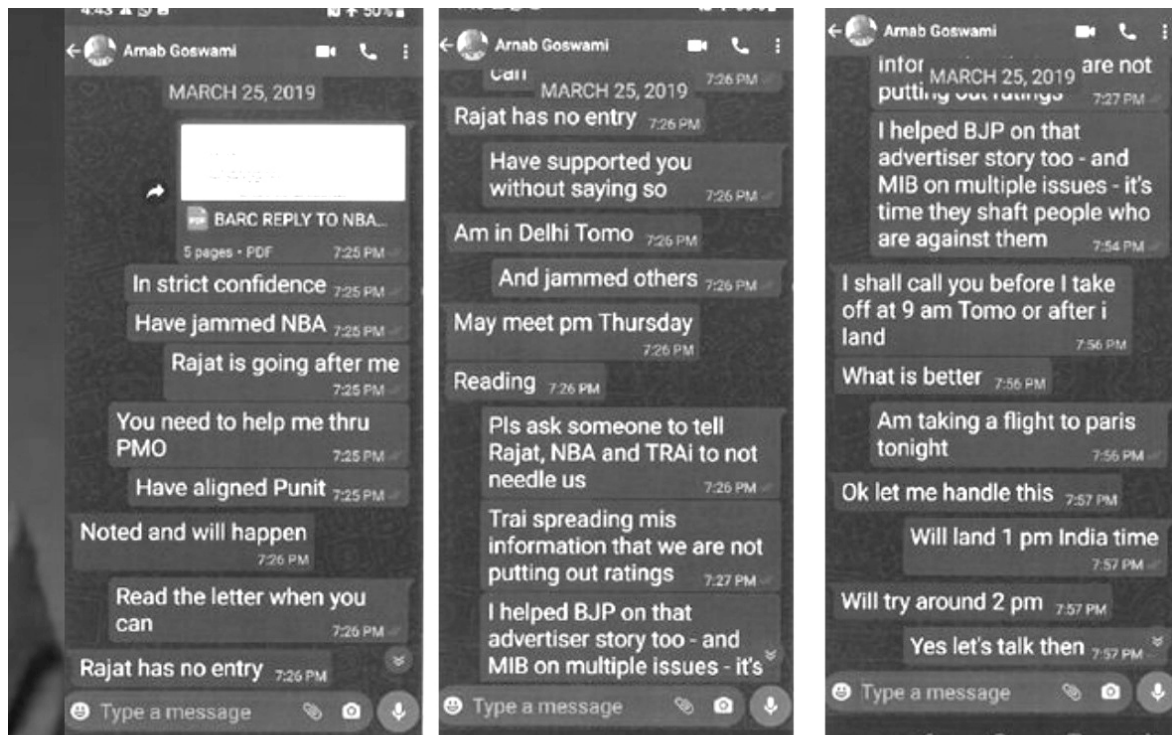 4:43
50%
Arnab Goswami
MARCH 25, 2019
BARC REPLY TO NBA...
5 pages • PDF 7:25 PM
In strict confidence 7:25 PM
Have jammed NBA 7:25 PM
Rajat is going after me
7:25 PM
You need to help me thru
PMO 7:25 PM
Have aligned Punit 7:25 PM
Noted and will happen
7:26 PM
Read the letter when you
can 7:26 PM
Rajat has no entry 7:26 PM
Type a message
Arnab Goswami
can 7:26 PM
MARCH 25, 2019
Rajat has no entry 7:26 PM
Have supported you
without saying so 7:26 PM
Am in Delhi Tomo 7:26 PM
And jammed others 7:26 PM
May meet pm Thursday
7:26 PM
Reading 7:26 PM
Pls ask someone to tell
Rajat, NBA and TRAi to not
needle us 7:26 PM
Trai spreading mis
information that we are not
putting out ratings 7:27 PM
I helped BJP on that
advertiser story too - and
MIB on multiple issues - it's
Type a message
Arnab Goswami
infor are not
MARCH 25, 2019
putting out ratings 7:27 PM
I helped BJP on that
advertiser story too - and
MIB on multiple issues - it's
time they shaft people who
are against them 7:54 PM
I shall call you before I take
off at 9 am Tomo or after i
land 7:56 PM
What is better 7:56 PM
Am taking a flight to paris
tonight 7:56 PM
Ok let me handle this 7:57 PM
Will land 1 pm India time
7:57 PM
Will try around 2 pm 7:57 PM
Yes let's talk then 7:57 PM
Type a message